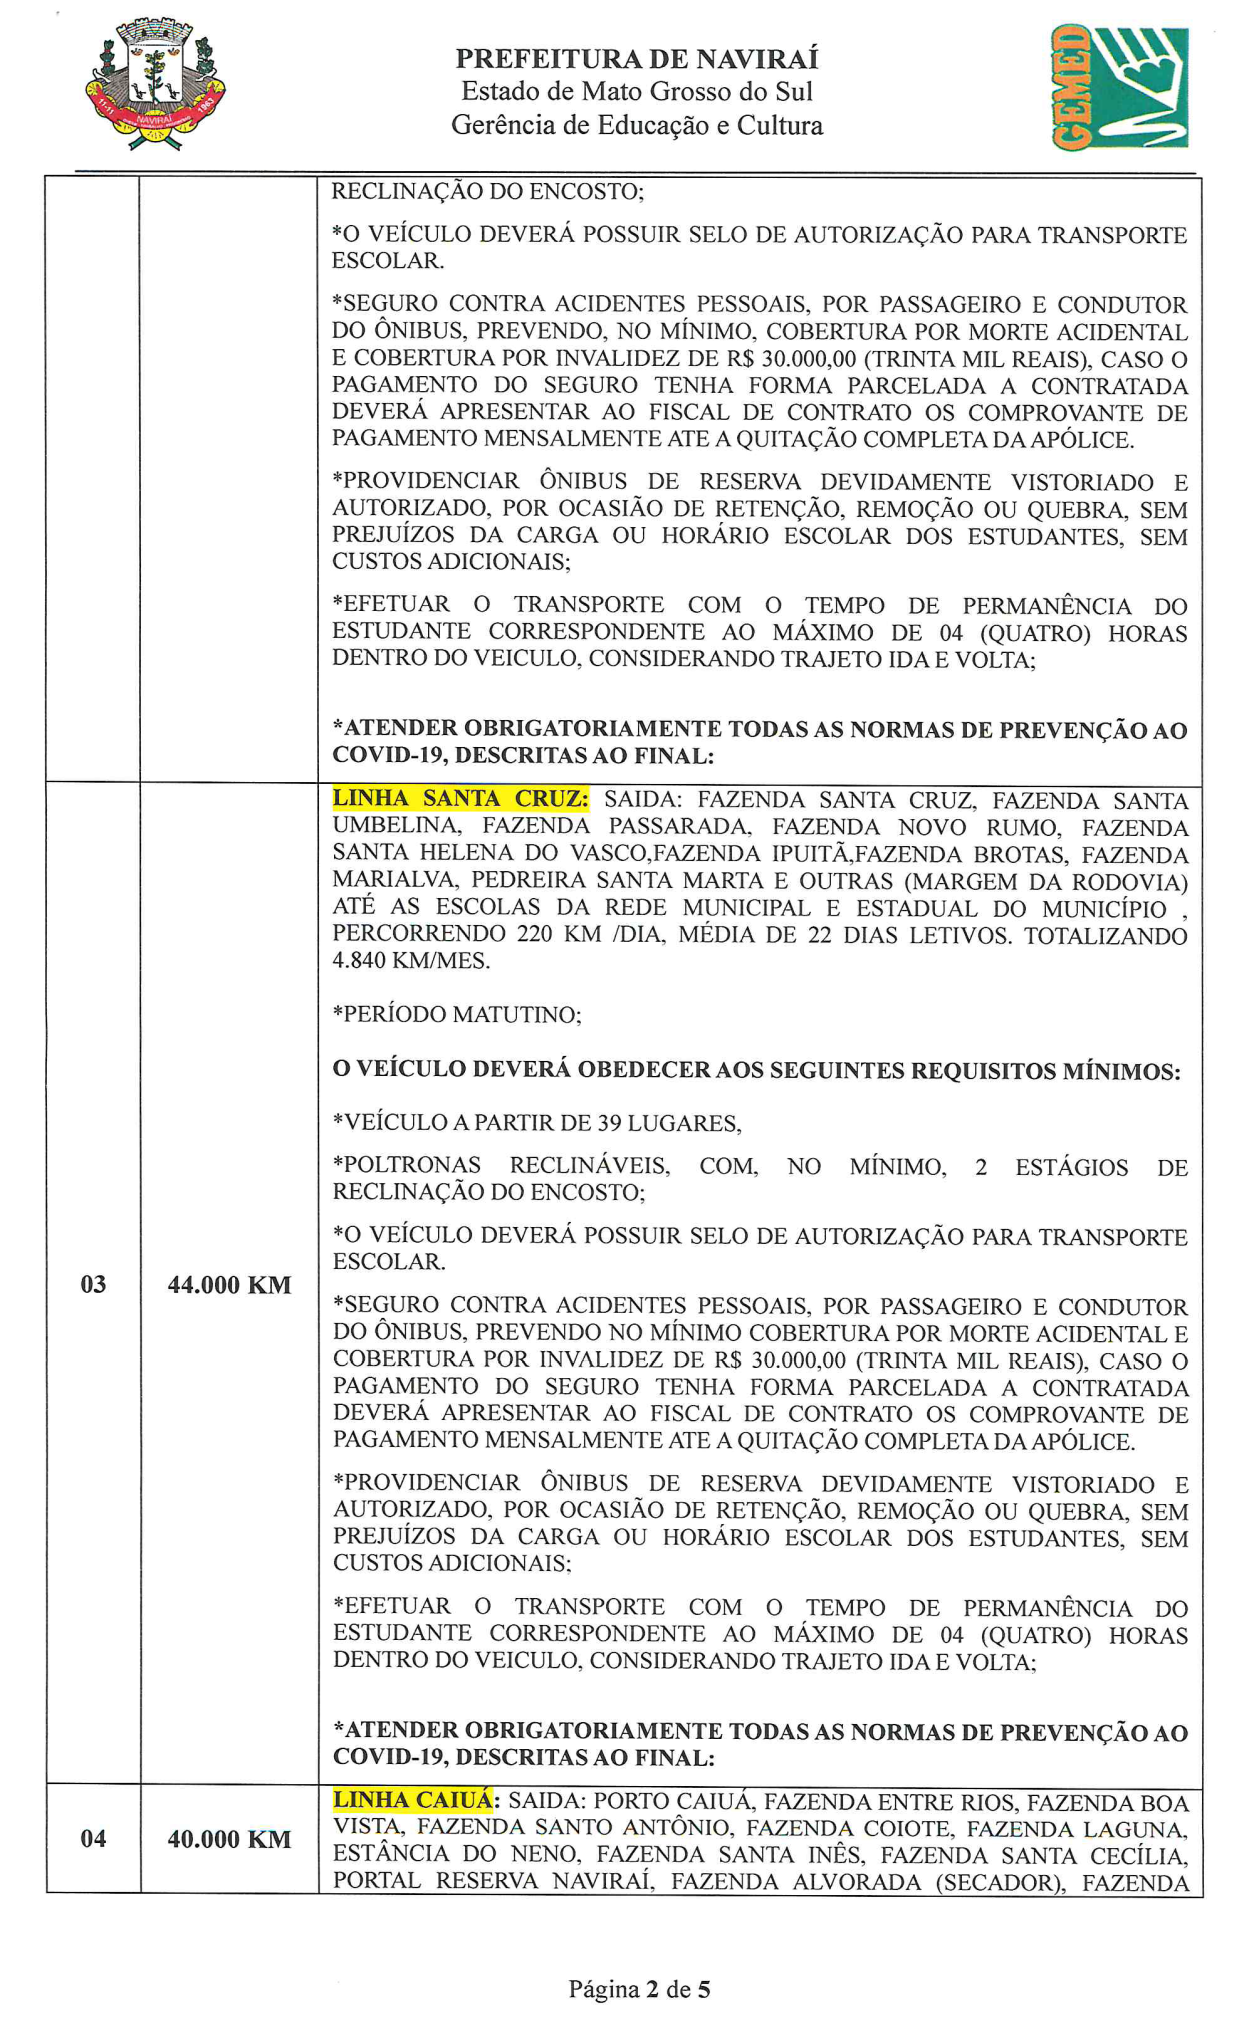 PREFEITURA DE NAVIRAÍ
Estado de Mato Grosso do Sul
Gerência de Educação e Cultura
NAVIRAÍ
1963
GEMED
RECLINAÇÃO DO ENCOSTO;
*O VEÍCULO DEVERÁ POSSUIR SELO DE AUTORIZAÇÃO PARA TRANSPORTE
ESCOLAR.
*SEGURO CONTRA ACIDENTES PESSOAIS, POR PASSAGEIRO E CONDUTOR
DO ÔNIBUS, PREVENDO, NO MÍNIMO, COBERTURA POR MORTE ACIDENTAL
E COBERTURA POR INVALIDEZ DE R$ 30.000,00 (TRINTA MIL REAIS), CASO O
PAGAMENTO DO SEGURO TENHA FORMA PARCELADA A CONTRATADA
DEVERÁ APRESENTAR AO FISCAL DE CONTRATO OS COMPROVANTE DE
PAGAMENTO MENSALMENTE ATE A QUITAÇÃO COMPLETA DA APÓLICE.
*PROVIDENCIAR ÔNIBUS DE RESERVA DEVIDAMENTE VISTORIADO E
AUTORIZADO, POR OCASIÃO DE RETENÇÃO, REMOÇÃO OU QUEBRA, SEM
PREJUÍZOS DA CARGA OU HORÁRIO ESCOLAR DOS ESTUDANTES, SEM
CUSTOS ADICIONAIS;
*EFETUAR O TRANSPORTE COM O TEMPO DE PERMANÊNCIA DO
ESTUDANTE CORRESPONDENTE AO MÁXIMO DE 04 (QUATRO) HORAS
DENTRO DO VEICULO, CONSIDERANDO TRAJETO IDA E VOLTA;
*ATENDER OBRIGATORIAMENTE TODAS AS NORMAS DE PREVENÇÃO AO
COVID-19, DESCRITAS AO FINAL:
03
44.000 KM
LINHA SANTA CRUZ: SAIDA: FAZENDA SANTA CRUZ, FAZENDA SANTA
UMBELINA, FAZENDA PASSARADA, FAZENDA NOVO RUMO, FAZENDA
SANTA HELENA DO VASCO,FAZENDA IPUITÃ,FAZENDA BROTAS, FAZENDA
MARIALVA, PEDREIRA SANTA MARTA E OUTRAS (MARGEM DA RODOVIA)
ATÉ AS ESCOLAS DA REDE MUNICIPAL E ESTADUAL DO MUNICÍPIO ,
PERCORRENDO 220 KM /DIA, MÉDIA DE 22 DIAS LETIVOS. TOTALIZANDO
4.840 KM/MES.
*PERÍODO MATUTINO;
O VEÍCULO DEVERÁ OBEDECER AOS SEGUINTES REQUISITOS MÍNIMOS:
*VEÍCULO A PARTIR DE 39 LUGARES,
*POLTRONAS RECLINÁVEIS, COM, NO MÍNIMO, 2 ESTÁGIOS DE
RECLINAÇÃO DO ENCOSTO;
*O VEÍCULO DEVERÁ POSSUIR SELO DE AUTORIZAÇÃO PARA TRANSPORTE
ESCOLAR.
*SEGURO CONTRA ACIDENTES PESSOAIS, POR PASSAGEIRO E CONDUTOR
DO ÔNIBUS, PREVENDO NO MÍNIMO COBERTURA POR MORTE ACIDENTAL E
COBERTURA POR INVALIDEZ DE R$ 30.000,00 (TRINTA MIL REAIS), CASO O
PAGAMENTO DO SEGURO TENHA FORMA PARCELADA A CONTRATADA
DEVERÁ APRESENTAR AO FISCAL DE CONTRATO OS COMPROVANTE DE
PAGAMENTO MENSALMENTE ATE A QUITAÇÃO COMPLETA DA APÓLICE.
*PROVIDENCIAR ÔNIBUS DE RESERVA DEVIDAMENTE VISTORIADO E
AUTORIZADO, POR OCASIÃO DE RETENÇÃO, REMOÇÃO OU QUEBRA, SEM
PREJUÍZOS DA CARGA OU HORÁRIO ESCOLAR DOS ESTUDANTES, SEM
CUSTOS ADICIONAIS;
*EFETUAR O TRANSPORTE COM O TEMPO DE PERMANÊNCIA DO
ESTUDANTE CORRESPONDENTE AO MÁXIMO DE 04 (QUATRO) HORAS
DENTRO DO VEICULO, CONSIDERANDO TRAJETO IDA E VOLTA;
*ATENDER OBRIGATORIAMENTE TODAS AS NORMAS DE PREVENÇÃO AO
COVID-19, DESCRITAS AO FINAL:
04
40.000 KM
LINHA CAIUÁ: SAIDA: PORTO CAIUÁ, FAZENDA ENTRE RIOS, FAZENDA BOA
VISTA, FAZENDA SANTO ANTÔNIO, FAZENDA COIOTE, FAZENDA LAGUNA,
ESTÂNCIA DO NENO, FAZENDA SANTA INÊS, FAZENDA SANTA CECÍLIA,
PORTAL RESERVA NAVIRAÍ, FAZENDA ALVORADA (SECADOR), FAZENDA
Página 2 de 5